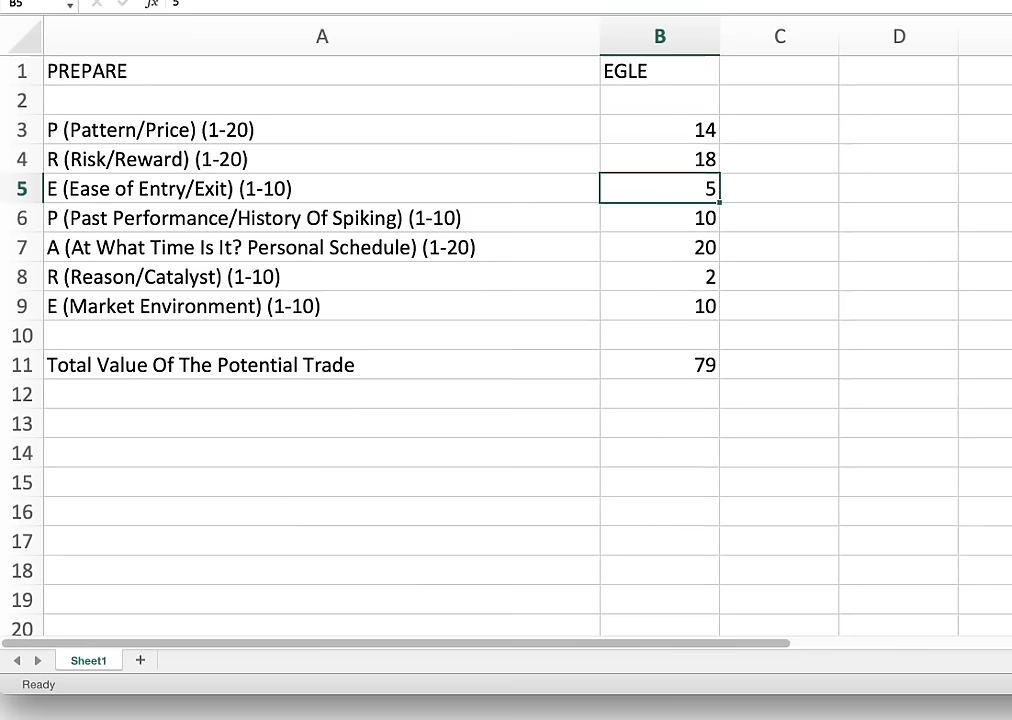 B5 fx 5
A B C D
1 PREPARE EGLE
2
3 P (Pattern/Price) (1-20) 14
4 R (Risk/Reward) (1-20) 18
5 E (Ease of Entry/Exit) (1-10) 5
6 P (Past Performance/History Of Spiking) (1-10) 10
7 A (At What Time Is It? Personal Schedule) (1-20) 20
8 R (Reason/Catalyst) (1-10) 2
9 E (Market Environment) (1-10) 10
10
11 Total Value Of The Potential Trade 79
12
13
14
15
16
17
18
19
20
Sheet1 +
Ready